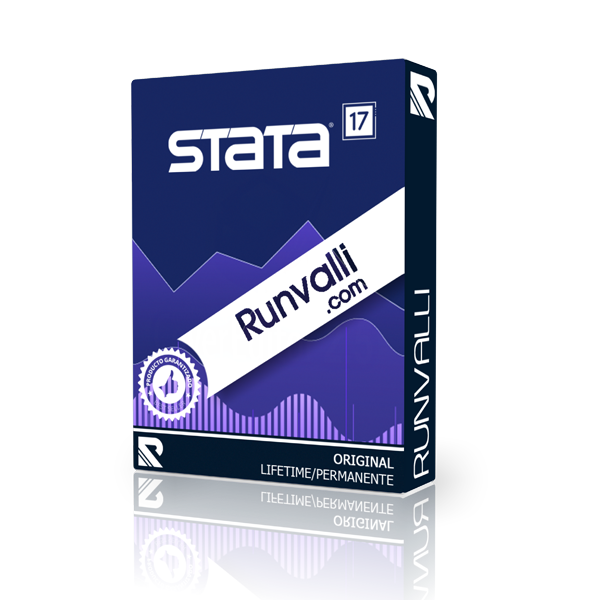 STATA®
17
Runvalli
.com
PRODUCTO GARANTIZADO
ORIGINAL
LIFETIME/PERMANENTE
RUNVALLI